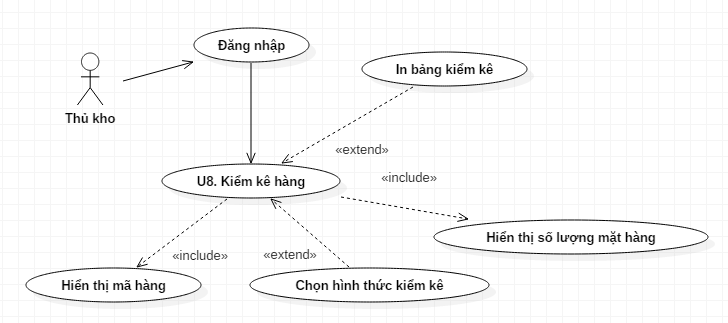 Đăng nhập
In bảng kiểm kê
Thủ kho
«extend»
U8. Kiểm kê hàng
«include»
Hiển thị số lượng mặt hàng
«include»
«extend»
Hiển thị mã hàng
Chọn hình thức kiểm kê